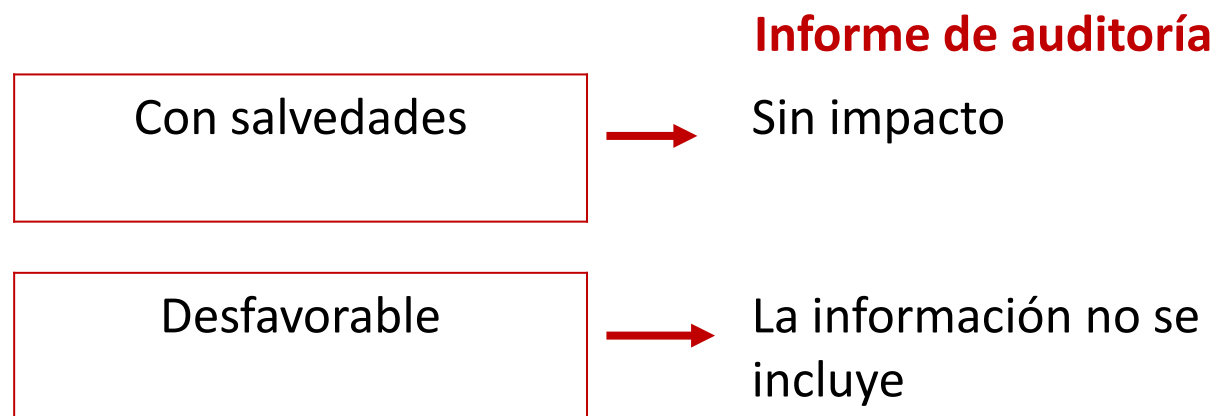 Informe de auditoría
Con salvedades
Sin impacto
Desfavorable
La información no se
incluye